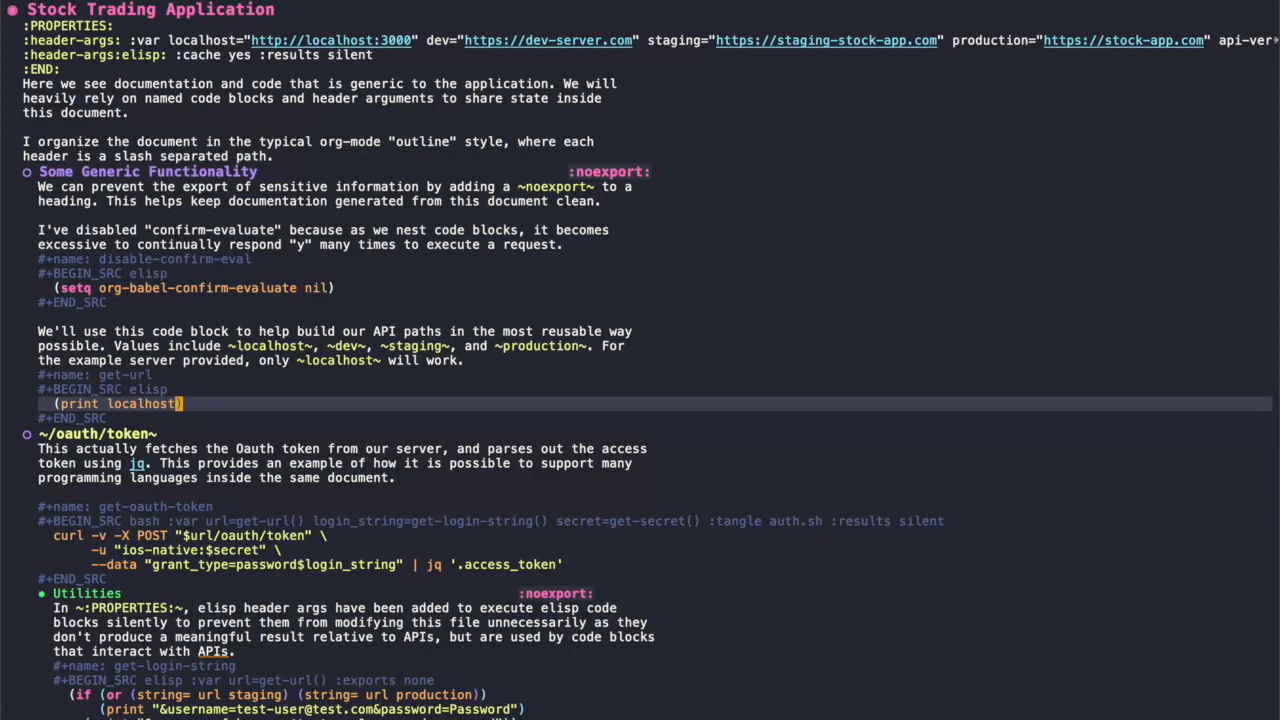 Stock Trading Application
:PROPERTIES:
:header-args: :var localhost="http://localhost:3000" dev="https://dev-server.com" staging="https://staging-stock-app.com" production="https://stock-app.com" api-ver
:header-args:elisp: :cache yes :results silent
:END:
Here we see documentation and code that is generic to the application. We will
heavily rely on named code blocks and header arguments to share state inside
this document.
I organize the document in the typical org-mode "outline" style, where each
header is a slash separated path.
Some Generic Functionality :noexport:
We can prevent the export of sensitive information by adding a ~noexport~ to a
heading. This helps keep documentation generated from this document clean.
I've disabled "confirm-evaluate" because as we nest code blocks, it becomes
excessive to continually respond "y" many times to execute a request.
#+name: disable-confirm-eval
#+BEGIN_SRC elisp
(setq org-babel-confirm-evaluate nil)
#+END_SRC
We'll use this code block to help build our API paths in the most reusable way
possible. Values include ~localhost~, ~dev~, ~staging~, and ~production~. For
the example server provided, only ~localhost~ will work.
#+name: get-url
#+BEGIN_SRC elisp
(print localhost)
#+END_SRC
~/oauth/token~
This actually fetches the Oauth token from our server, and parses out the access
token using jq. This provides an example of how it is possible to support many
programming languages inside the same document.
#+name: get-oauth-token
#+BEGIN_SRC bash :var url=get-url() login_string=get-login-string() secret=get-secret() :tangle auth.sh :results silent
curl -v -X POST "$url/oauth/token" \
-u "ios-native:$secret" \
--data "grant_type=password$login_string" | jq '.access_token'
#+END_SRC
Utilities :noexport:
In ~:PROPERTIES:~, elisp header args have been added to execute elisp code
blocks silently to prevent them from modifying this file unnecessarily as they
don't produce a meaningful result relative to APIs, but are used by code blocks
that interact with APIs.
#+name: get-login-string
#+BEGIN_SRC elisp :var url=get-url() :exports none
(if (or (string= url staging) (string= url production))
(print "&username=test-user@test.com&password=Password")